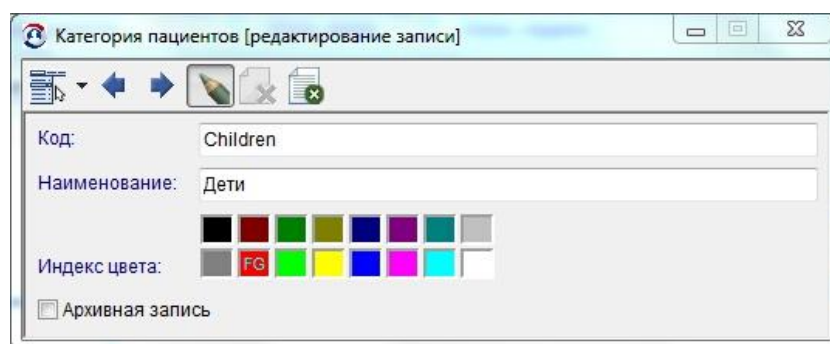 Категория пациентов [редактирование записи]
Код: Children
Наименование: Дети
Индекс цвета: FG
Архивная запись